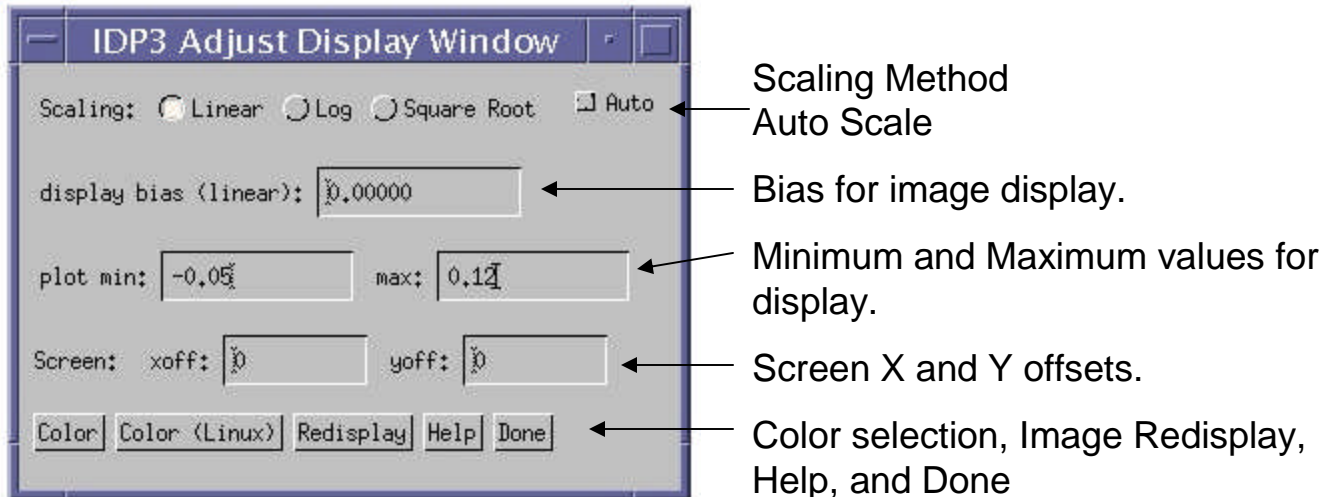 IDP3 Adjust Display Window
Scaling: Linear Log Square Root Auto
display bias (linear): 0.00000
plot min: -0.05 max: 0.12
Screen: xoff: 0 yoff: 0
Color Color (Linux) Redisplay Help Done
Scaling Method
Auto Scale
Bias for image display.
Minimum and Maximum values for
display.
Screen X and Y offsets.
Color selection, Image Redisplay,
Help, and Done